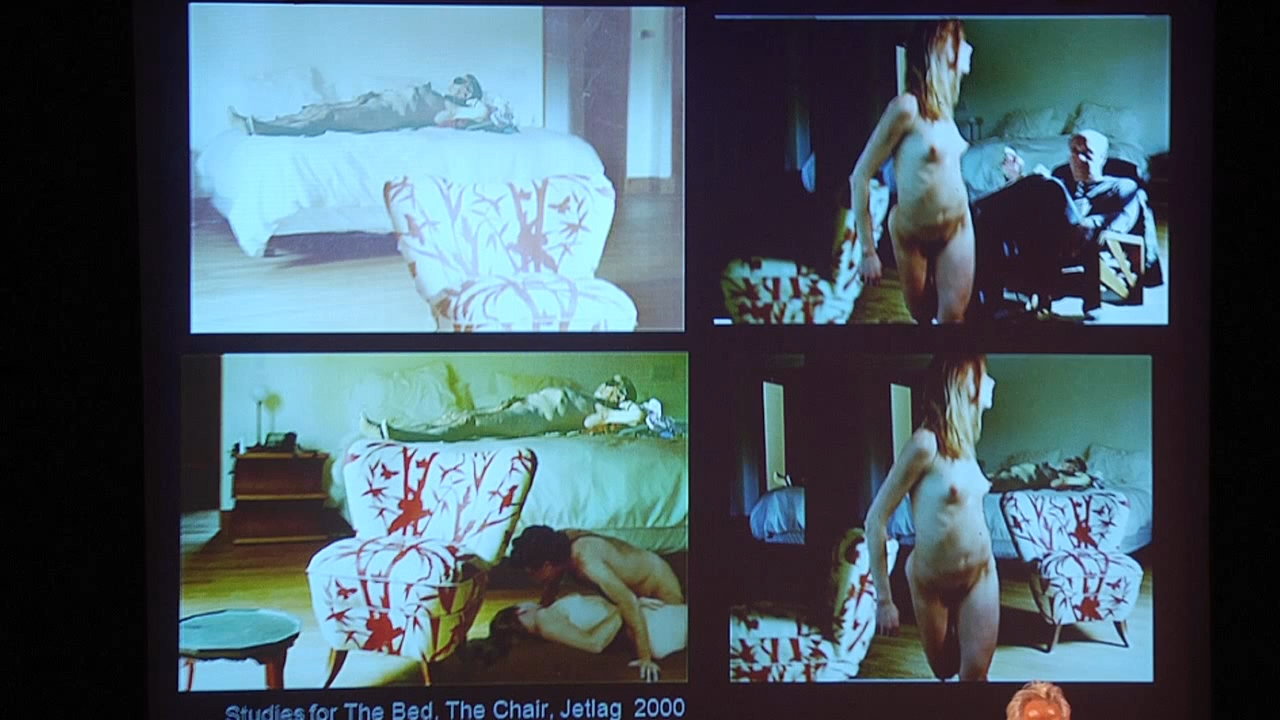 Studies for The Bed, The Chair, Jetlag 2000